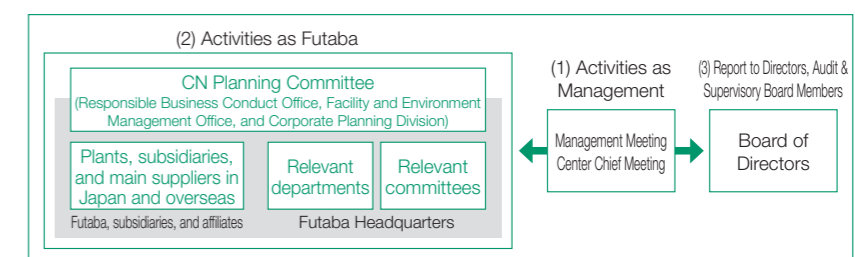 (2) Activities as Futaba
CN Planning Committee
(Responsible Business Conduct Office, Facility and Environment
Management Office, and Corporate Planning Division)
Plants, subsidiaries,
and main suppliers in
Japan and overseas
Relevant
departments
Relevant
committees
Futaba, subsidiaries, and affiliates
Futaba Headquarters
(1) Activities as
Management
Management Meeting
Center Chief Meeting
(3) Report to Directors, Audit &
Supervisory Board Members
Board of
Directors